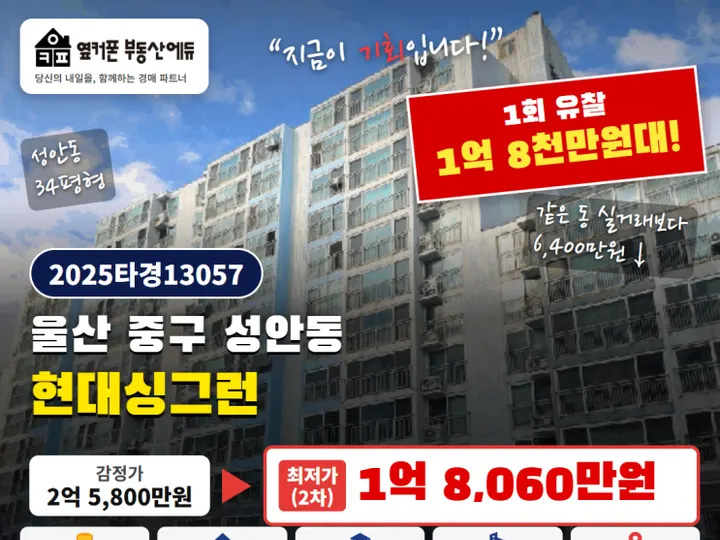 옆커폰 부동산에듀
당신의 내일을, 함께하는 경매 파트너
“지금이 기회입니다!”
1회 유찰
1억 8천만원대!
성안동
34평형
같은 동 실거래보다
6,400만원↓
2025타경13057
울산 중구 성안동
현대싱그런
감정가
2억 5,800만원
최저가
(2차)
1억 8,060만원